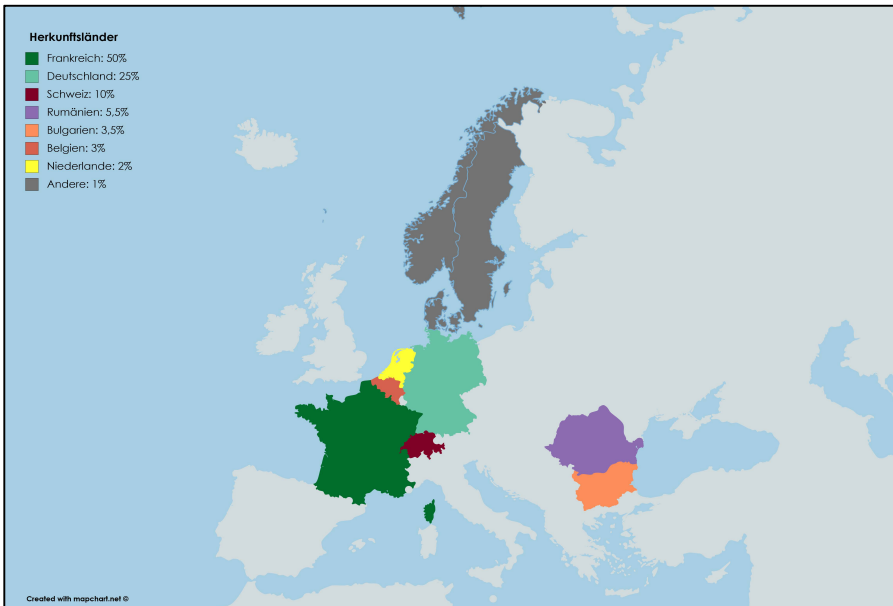 Herkunftsländer
Frankreich: 50%
Deutschland: 25%
Schweiz: 10%
Rumänien: 5,5%
Bulgarien: 3,5%
Belgien: 3%
Niederlande: 2%
Andere: 1%
Created with mapchart.net ©